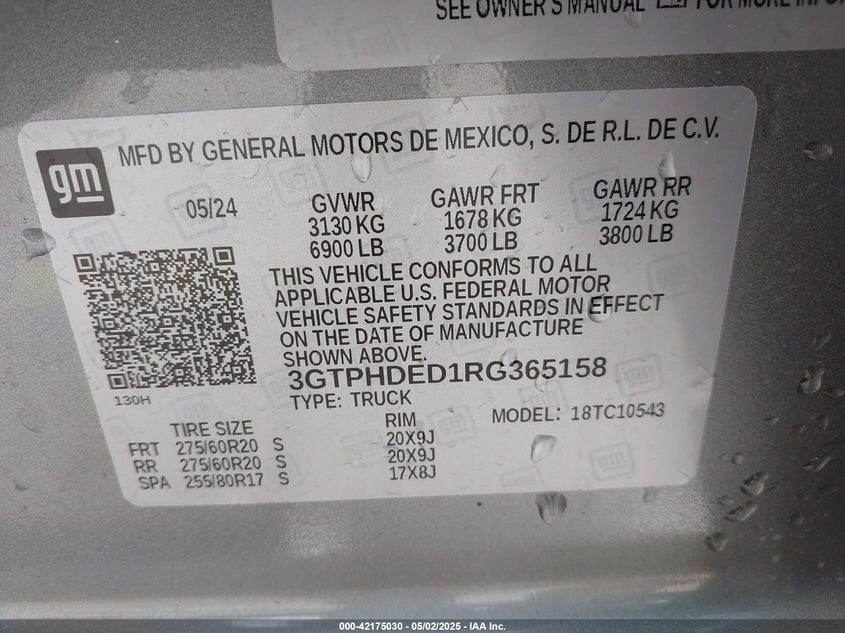 SEE OWNER'S MANUAL FOR MORE INFOR
MFD BY GENERAL MOTORS DE MEXICO, S. DE R.L. DE C.V.
gm
05/24 GVWR GAWR FRT GAWR RR
3130 KG 1678 KG 1724 KG
6900 LB 3700 LB 3800 LB
THIS VEHICLE CONFORMS TO ALL
APPLICABLE U.S. FEDERAL MOTOR
VEHICLE SAFETY STANDARDS IN EFFECT
ON THE DATE OF MANUFACTURE
SHOWN ABOVE.
3GTPHDED1RG365158
130H
TYPE: TRUCK MODEL: 18TC10543
TIRE SIZE RIM
FRT 275/60R20 S 20X9J
RR 275/60R20 S 20X9J
SPA 255/80R17 S 17X8J
000-42175030 - 05/02/2025 - IAA Inc.